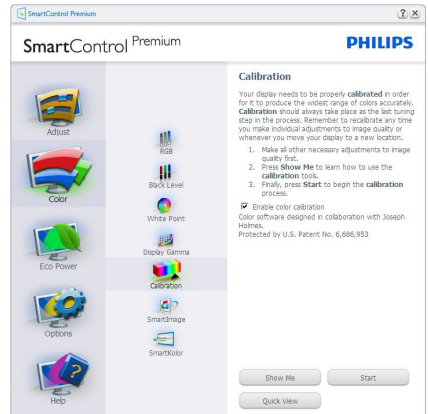 SmartControl Premium
SmartControl Premium
PHILIPS
Adjust
Color
Eco Power
Options
Help
RGB
Black Level
White Point
Display Gamma
Calibration
SmartImage
SmartKolor
Calibration
Your display needs to be properly calibrated in order
for it to produce the widest range of colors accurately.
Calibration should always take place as the last tuning
step in the process. Remember to recalibrate any time
you make individual adjustments to image quality or
whenever you move your display to a new location.
1. Make all other necessary adjustments to image
quality first.
2. Press Show Me to learn how to use the
calibration tools.
3. Finally, press Start to begin the calibration
process.
Enable color calibration
Color software designed in collaboration with Joseph
Holmes.
Protected by U.S. Patent No. 6,686,953
Show Me
Start
Quick View